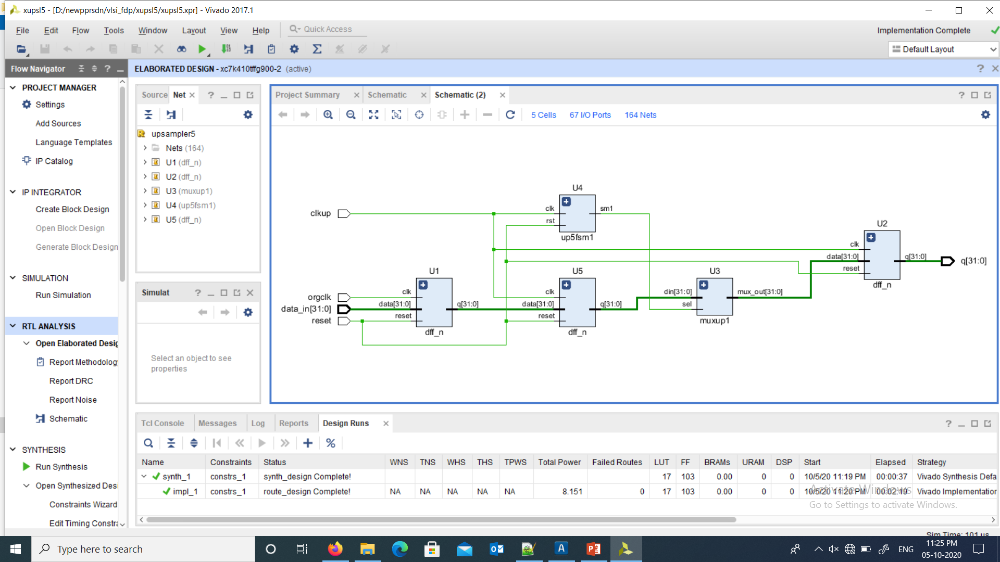 xupsl5 - [D:/newpprsdn/vlsi_fdp/xupsl5/xupsl5.xpr] - Vivado 2017.1
File Edit Flow Tools Window Layout View Help Quick Access
Implementation Complete
Default Layout
Flow Navigator
ELABORATED DESIGN - xc7k410tffg900-2 (active)
PROJECT MANAGER
Settings
Add Sources
Language Templates
IP Catalog
IP INTEGRATOR
Create Block Design
Open Block Design
Generate Block Design
SIMULATION
Run Simulation
RTL ANALYSIS
Open Elaborated Desig
Report Methodology
Report DRC
Report Noise
Schematic
SYNTHESIS
Run Synthesis
Open Synthesized Des
Constraints Wizard
Edit Timing Constra
Source Net
upsampler5
Nets (164)
U1 (dff_n)
U2 (dff_n)
U3 (muxup1)
U4 (up5fsm1)
U5 (dff_n)
Simulat
Select an object to see
properties
Project Summary Schematic Schematic (2)
5 Cells 67 I/O Ports 164 Nets
U4
clkup
clk
sm1
rst
up5fsm1
U2
clk
data[31:0]
q[31:0]
q[31:0]
reset
dff_n
U1
U5
U3
orgclk
clk
clk
din[31:0]
mux_out[31:0]
data_in[31:0]
data[31:0]
q[31:0]
data[31:0]
q[31:0]
sel
reset
reset
reset
muxup1
dff_n
dff_n
Tcl Console Messages Log Reports Design Runs
Name Constraints Status WNS TNS WHS THS TPWS Total Power Failed Routes LUT FF BRAMs URAM DSP Start Elapsed Strategy
synth_1 constrs_1 synth_design Complete! 17 103 0.00 0 0 10/5/20 11:19 PM 00:00:37 Vivado Synthesis Defa
impl_1 constrs_1 route_design Complete! NA NA NA NA NA 8.151 0 17 103 0.00 0 0 10/5/20 11:20 PM 00:02:19 Vivado Implementation
Activate Windows
Go to Settings to activate Windows.
Sim Time: 101 us
Type here to search
ENG
11:25 PM
05-10-2020